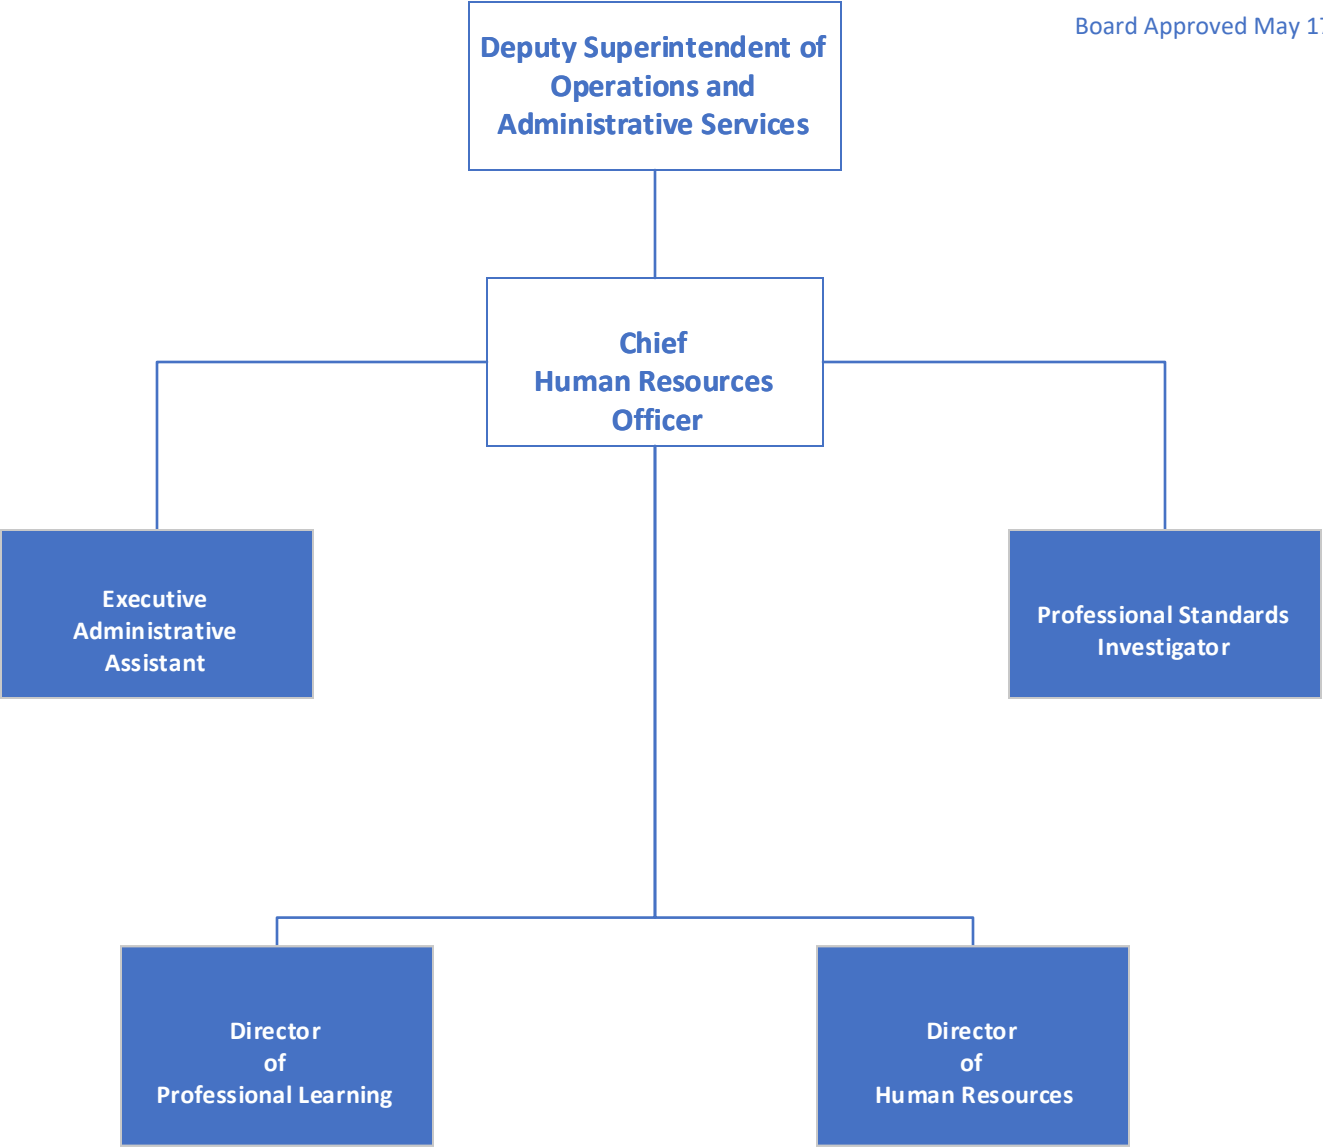 Board Approved May
Deputy Superintendent of
Operations and
Administrative Services
Chief
Human Resources
Officer
Executive
Administrative
Assistant
Professional Standards
Investigator
Director
of
Professional Learning
Director
of
Human Resources